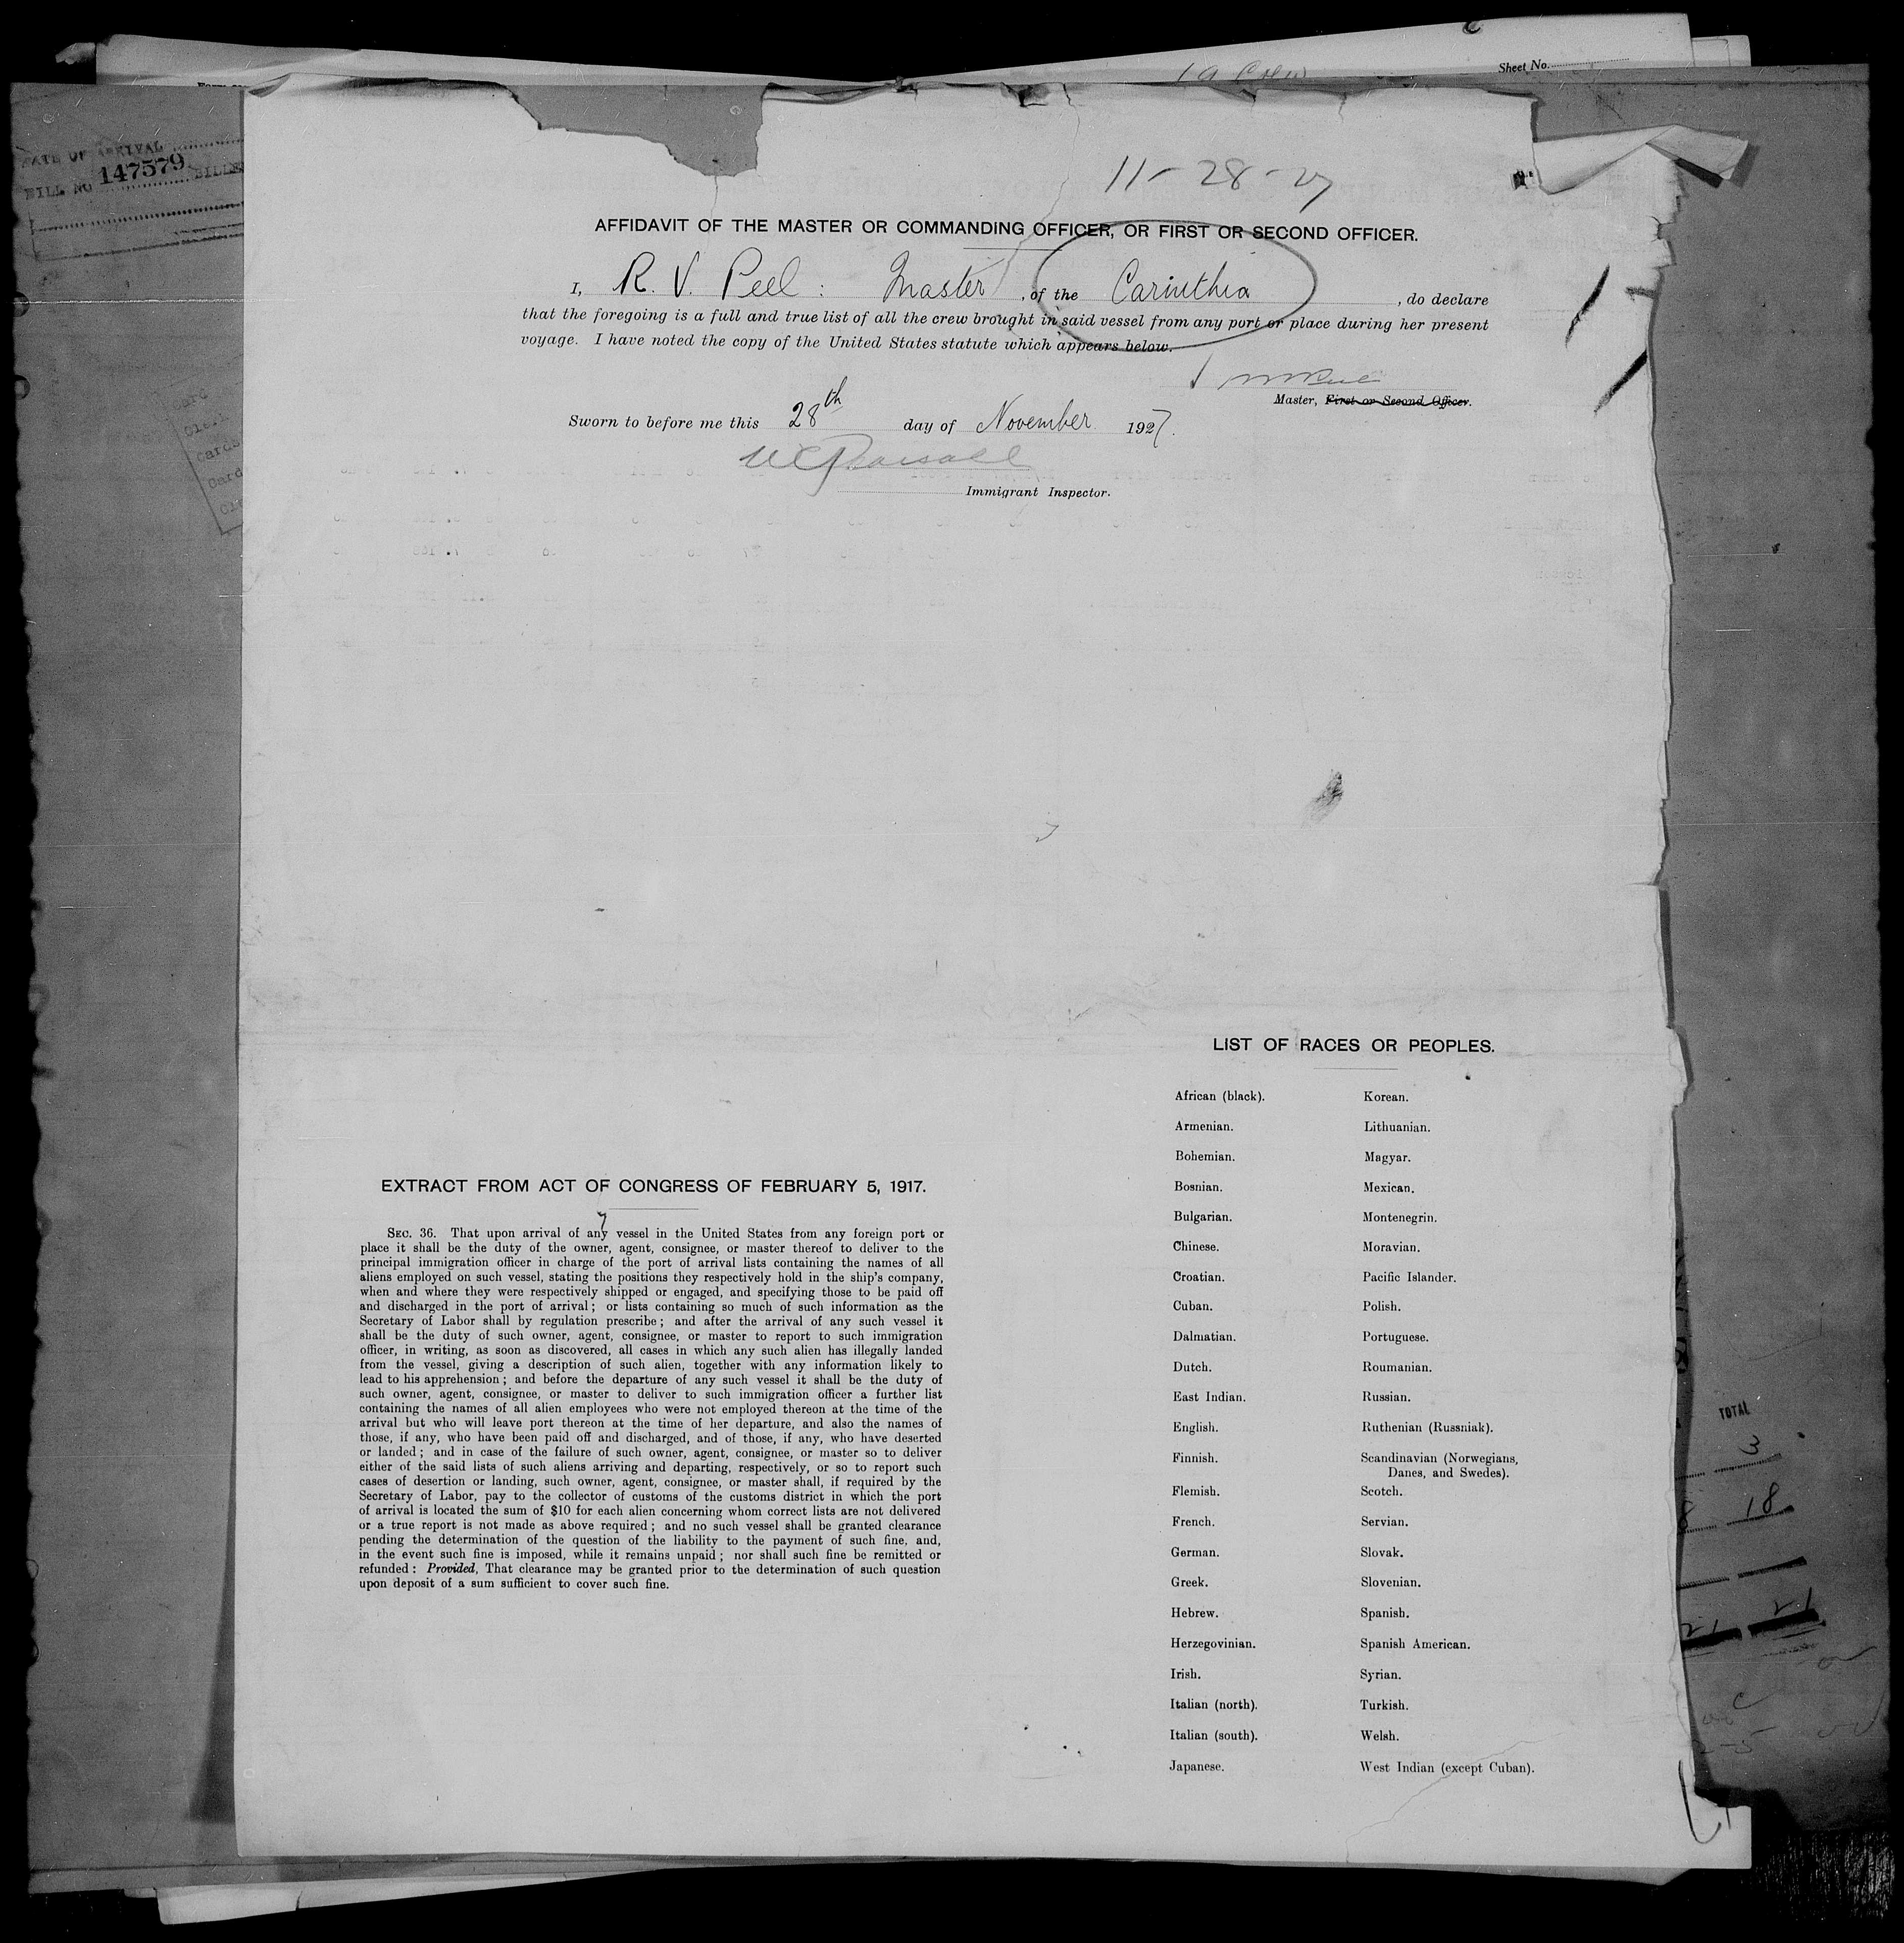 Sheet No.
DATE OF ARRIVAL
BILL NO 147579 BILLE
11-28-27
AFFIDAVIT OF THE MASTER OR COMMANDING OFFICER, OR FIRST OR SECOND OFFICER.
I, R. V. Peel: Master, of the Carinthia, do declare
that the foregoing is a full and true list of all the crew brought in said vessel from any port or place during her present
voyage. I have noted the copy of the United States statute which appears below.
Master, First or Second Officer.
Sworn to before me this 28th day of November 1927.
Immigrant Inspector.
Card
Clerk
Cards
Card
EXTRACT FROM ACT OF CONGRESS OF FEBRUARY 5, 1917.
SEC. 36. That upon arrival of any vessel in the United States from any foreign port or
place it shall be the duty of the owner, agent, consignee, or master thereof to deliver to the
principal immigration officer in charge of the port of arrival lists containing the names of all
aliens employed on such vessel, stating the positions they respectively hold in the ship's company,
when and where they were respectively shipped or engaged, and specifying those to be paid off
and discharged in the port of arrival; or lists containing so much of such information as the
Secretary of Labor shall by regulation prescribe; and after the arrival of any such vessel it
shall be the duty of such owner, agent, consignee, or master to report to such immigration
officer, in writing, as soon as discovered, all cases in which any such alien has illegally landed
from the vessel, giving a description of such alien, together with any information likely to
lead to his apprehension; and before the departure of any such vessel it shall be the duty of
such owner, agent, consignee, or master to deliver to such immigration officer a further list
containing the names of all alien employees who were not employed thereon at the time of the
arrival but who will leave port thereon at the time of her departure, and also the names of
those, if any, who have been paid off and discharged, and of those, if any, who have deserted
or landed; and in case of the failure of such owner, agent, consignee, or master so to deliver
either of the said lists of such aliens arriving and departing, respectively, or so to report such
cases of desertion or landing, such owner, agent, consignee, or master shall, if required by the
Secretary of Labor, pay to the collector of customs of the customs district in which the port
of arrival is located the sum of $10 for each alien concerning whom correct lists are not delivered
or a true report is not made as above required; and no such vessel shall be granted clearance
pending the determination of the question of the liability to the payment of such fine, and,
in the event such fine is imposed, while it remains unpaid; nor shall such fine be remitted or
refunded: Provided, That clearance may be granted prior to the determination of such question
upon deposit of a sum sufficient to cover such fine.
LIST OF RACES OR PEOPLES.
African (black). Korean.
Armenian. Lithuanian.
Bohemian. Magyar.
Bosnian. Mexican.
Bulgarian. Montenegrin.
Chinese. Moravian.
Croatian. Pacific Islander.
Cuban. Polish.
Dalmatian. Portuguese.
Dutch. Roumanian.
East Indian. Russian.
English. Ruthenian (Russniak).
Finnish. Scandinavian (Norwegians,
Danes, and Swedes).
Flemish. Scotch.
French. Servian.
German. Slovak.
Greek. Slovenian.
Hebrew. Spanish.
Herzegovinian. Spanish American.
Irish. Syrian.
Italian (north). Turkish.
Italian (south). Welsh.
Japanese. West Indian (except Cuban).
TOTAL
3
8 18
21 21